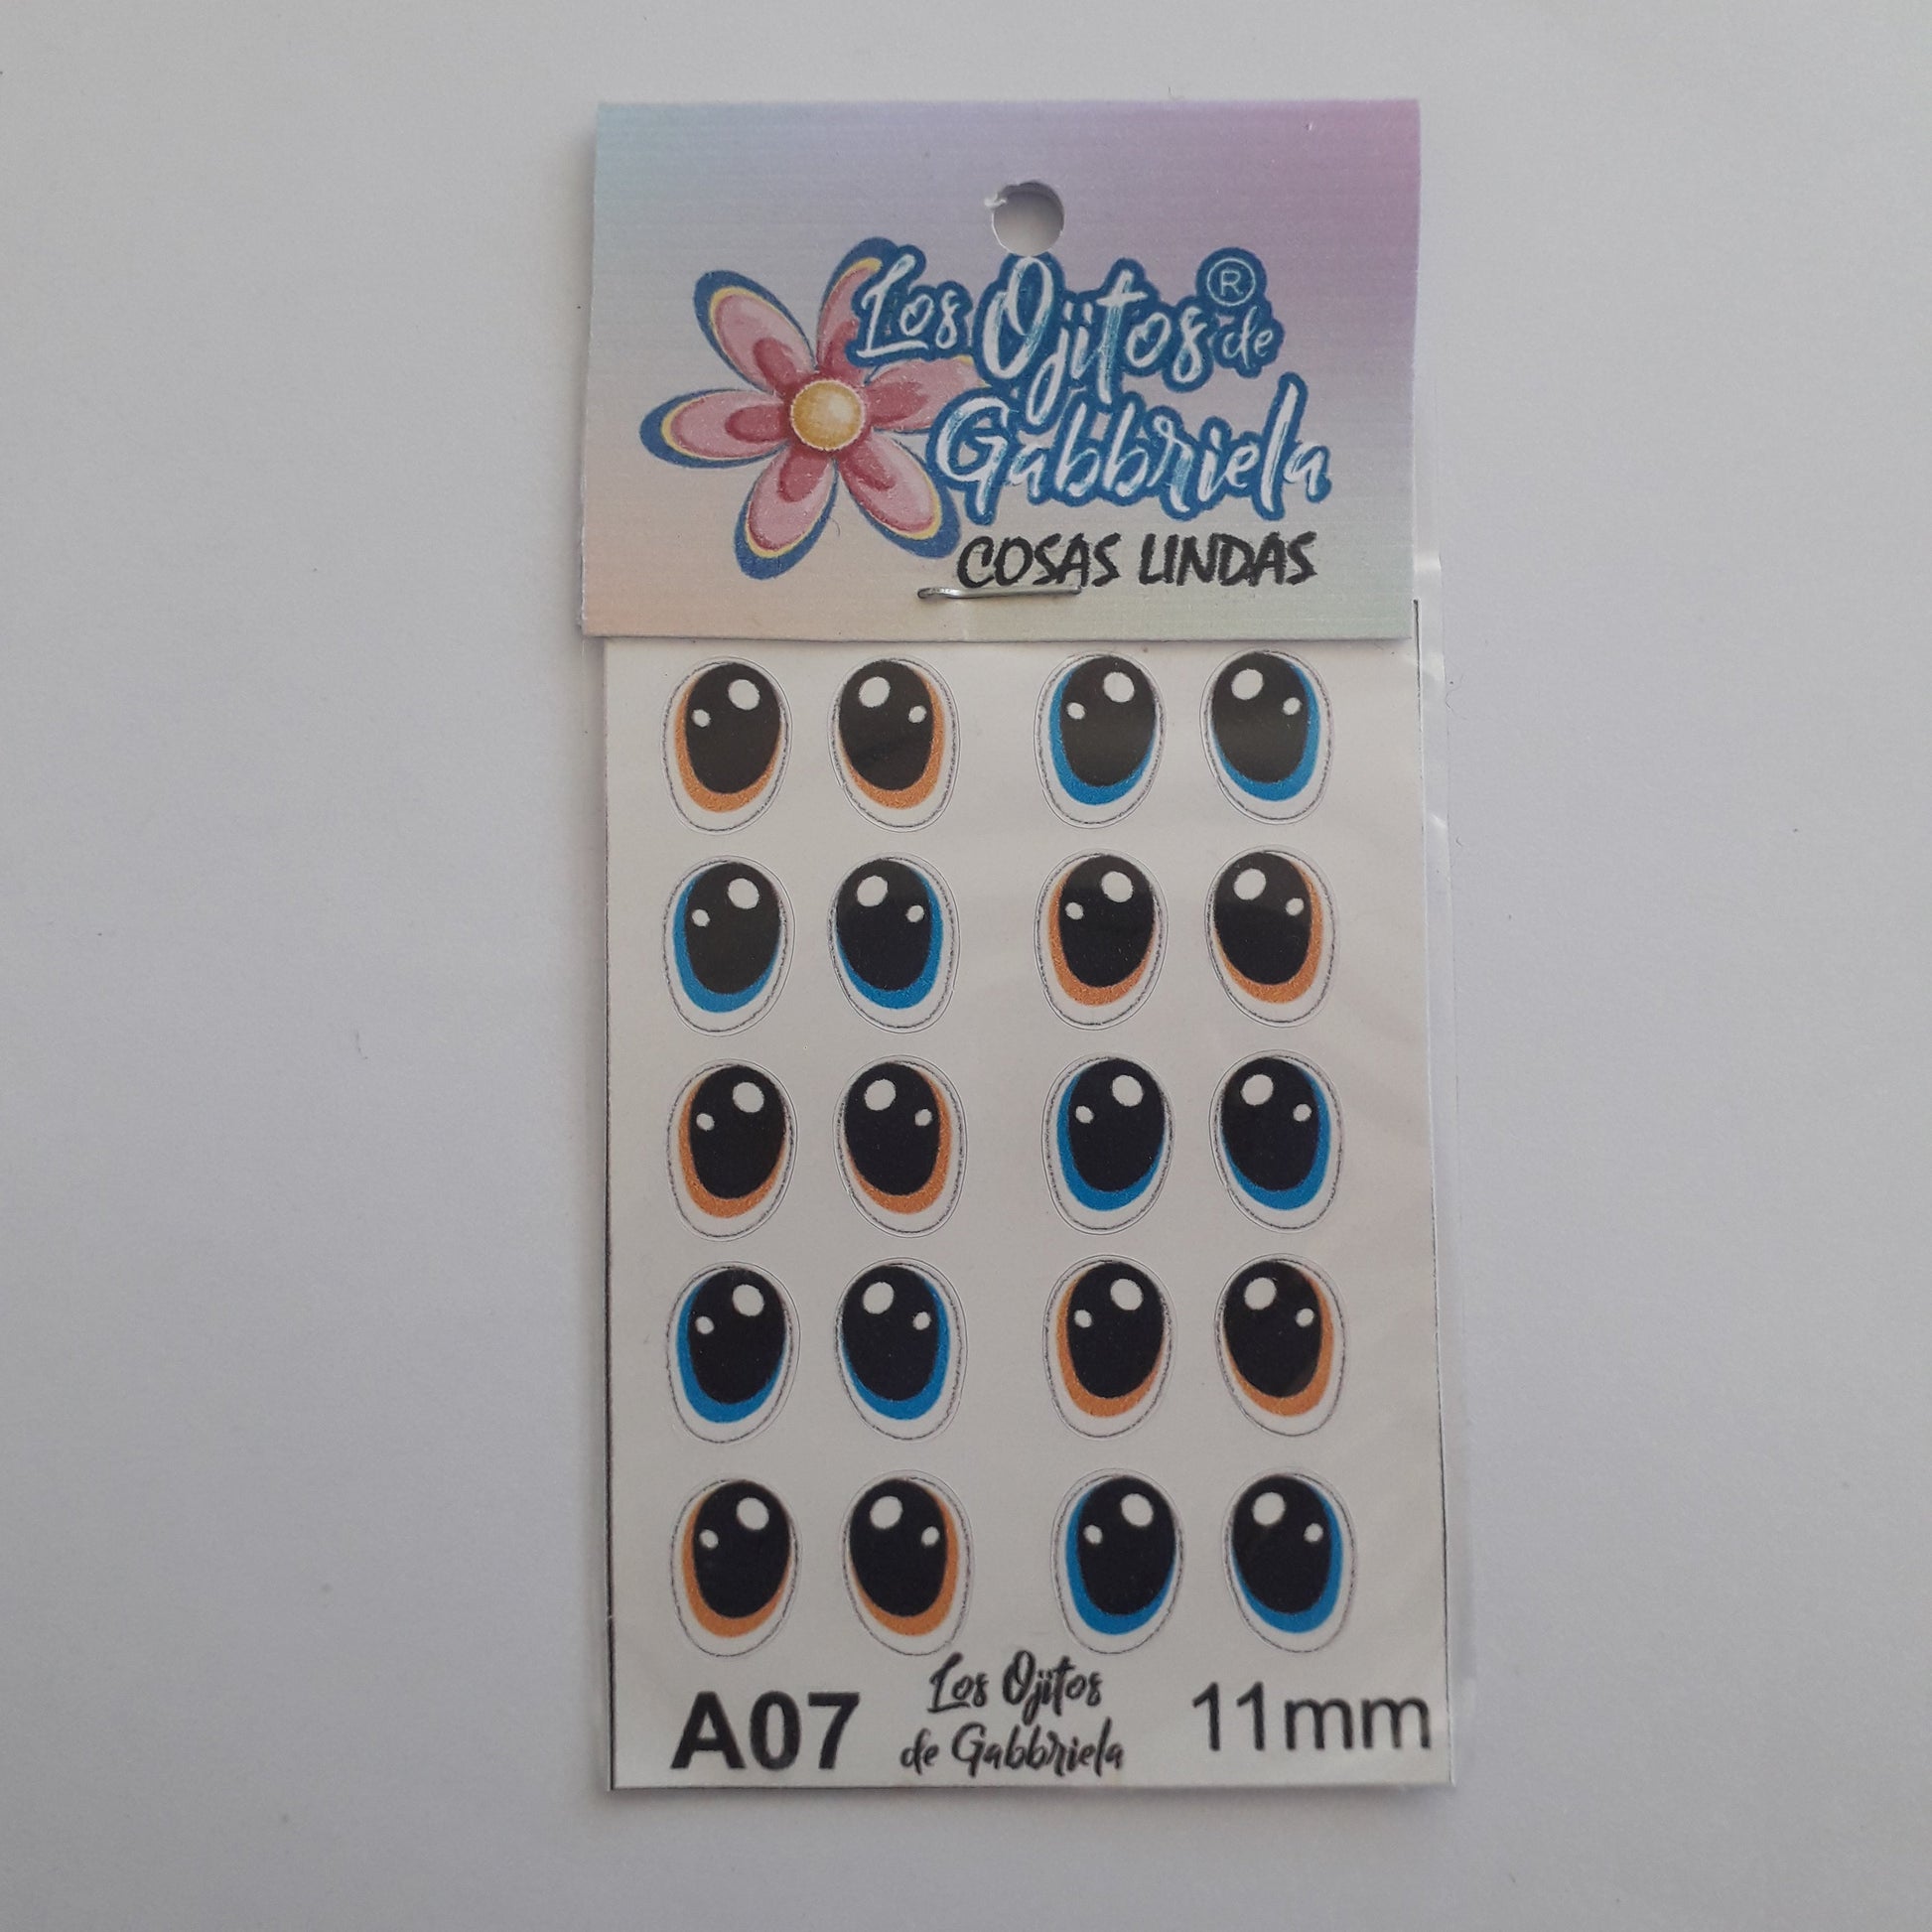 Los Ojitos de ®
Gabbriela
COSAS LINDAS
A07
Los Ojitos
de Gabbriela
11mm